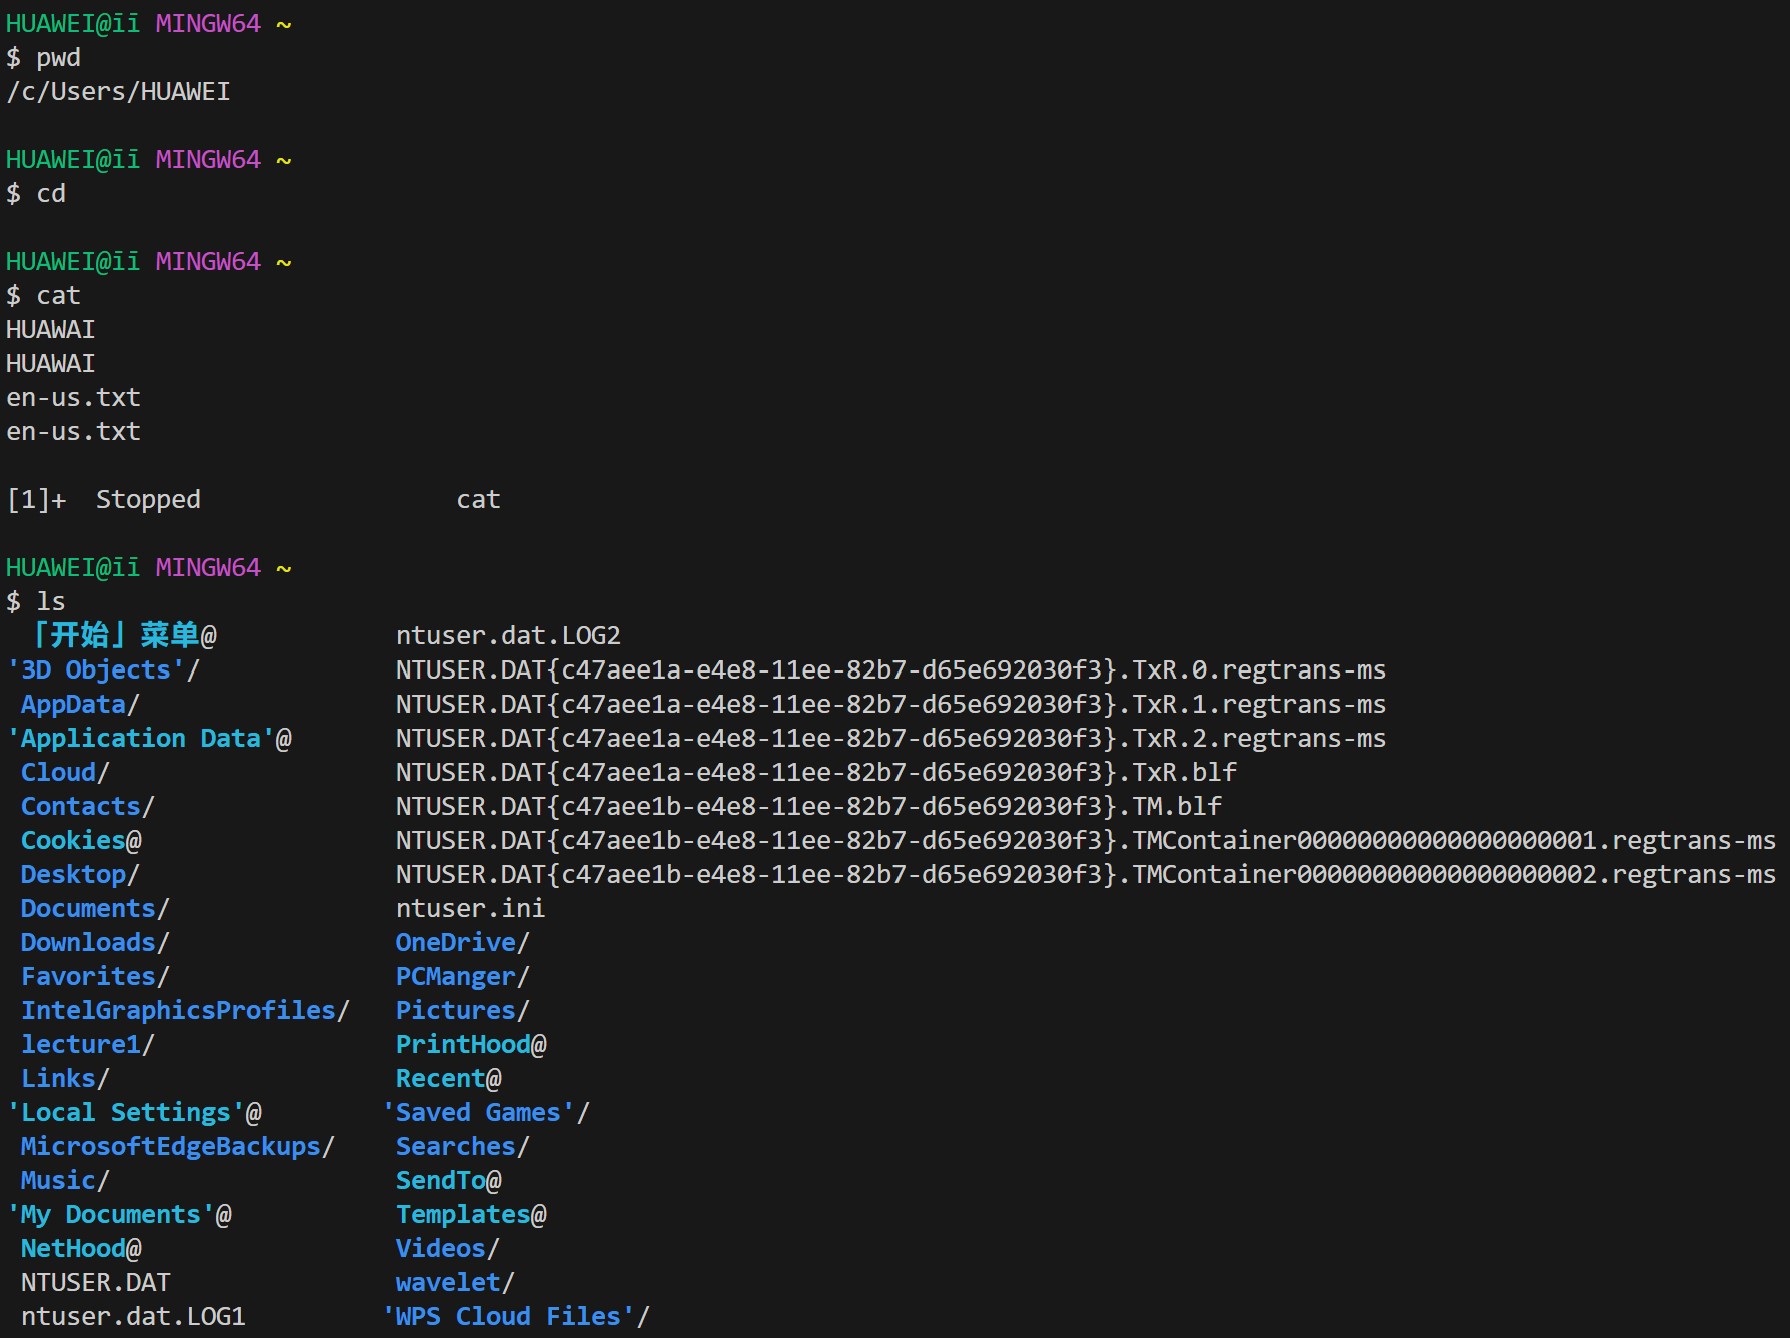 HUAWEI@īī MINGW64 ~
$ pwd
/c/Users/HUAWEI
HUAWEI@īī MINGW64 ~
$ cd
HUAWEI@īī MINGW64 ~
$ cat
HUAWAI
HUAWAI
en-us.txt
en-us.txt
[1]+  Stopped                 cat
HUAWEI@īī MINGW64 ~
$ ls
「开始」菜单@            ntuser.dat.LOG2
'3D Objects'/             NTUSER.DAT{c47aee1a-e4e8-11ee-82b7-d65e692030f3}.TxR.0.regtrans-ms
AppData/                 NTUSER.DAT{c47aee1a-e4e8-11ee-82b7-d65e692030f3}.TxR.1.regtrans-ms
'Application Data'@       NTUSER.DAT{c47aee1a-e4e8-11ee-82b7-d65e692030f3}.TxR.2.regtrans-ms
Cloud/                   NTUSER.DAT{c47aee1a-e4e8-11ee-82b7-d65e692030f3}.TxR.blf
Contacts/                NTUSER.DAT{c47aee1b-e4e8-11ee-82b7-d65e692030f3}.TM.blf
Cookies@                 NTUSER.DAT{c47aee1b-e4e8-11ee-82b7-d65e692030f3}.TMContainer00000000000000000001.regtrans-ms
Desktop/                 NTUSER.DAT{c47aee1b-e4e8-11ee-82b7-d65e692030f3}.TMContainer00000000000000000002.regtrans-ms
Documents/               ntuser.ini
Downloads/               OneDrive/
Favorites/               PCManger/
IntelGraphicsProfiles/   Pictures/
lecture1/                PrintHood@
Links/                   Recent@
'Local Settings'@        'Saved Games'/
MicrosoftEdgeBackups/    Searches/
Music/                   SendTo@
'My Documents'@           Templates@
NetHood@                 Videos/
NTUSER.DAT               wavelet/
ntuser.dat.LOG1         'WPS Cloud Files'/